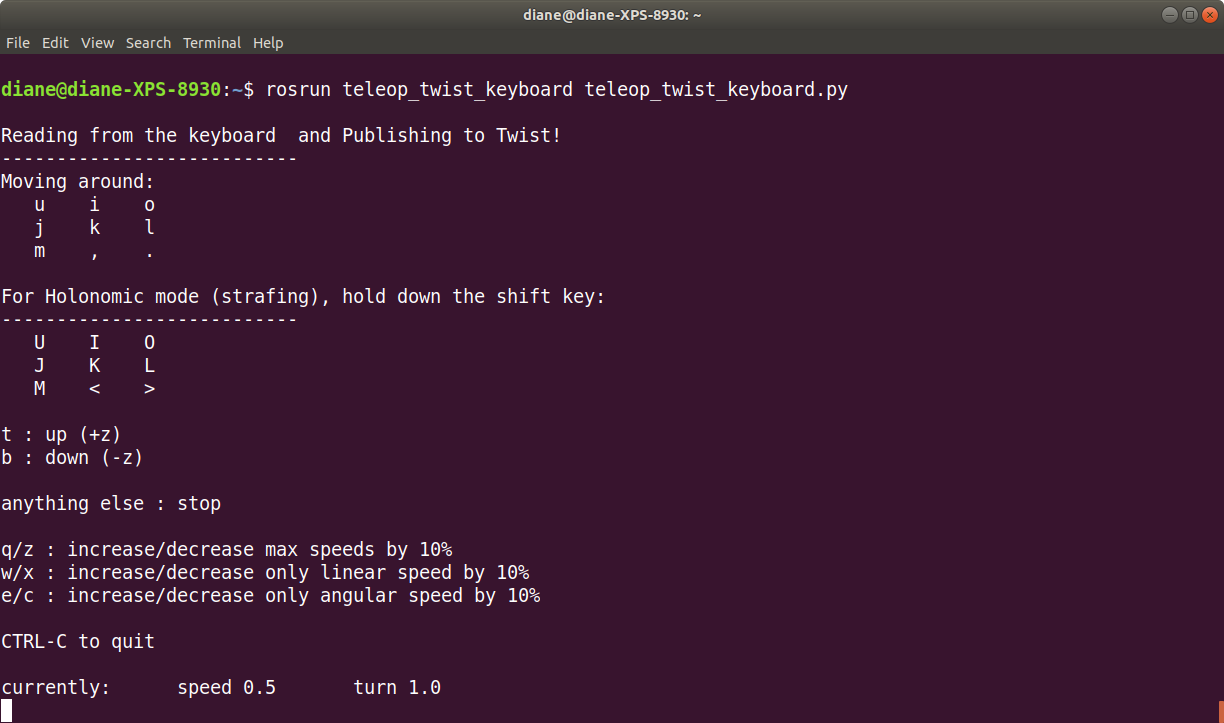 diane@diane-XPS-8930: ~
File Edit View Search Terminal Help
diane@diane-XPS-8930:~$ rosrun teleop_twist_keyboard teleop_twist_keyboard.py
Reading from the keyboard  and Publishing to Twist!
---------------------------
Moving around:
   u    i    o
   j    k    l
   m    ,    .
For Holonomic mode (strafing), hold down the shift key:
---------------------------
   U    I    O
   J    K    L
   M    <    >
t : up (+z)
b : down (-z)
anything else : stop
q/z : increase/decrease max speeds by 10%
w/x : increase/decrease only linear speed by 10%
e/c : increase/decrease only angular speed by 10%
CTRL-C to quit
currently:      speed 0.5       turn 1.0